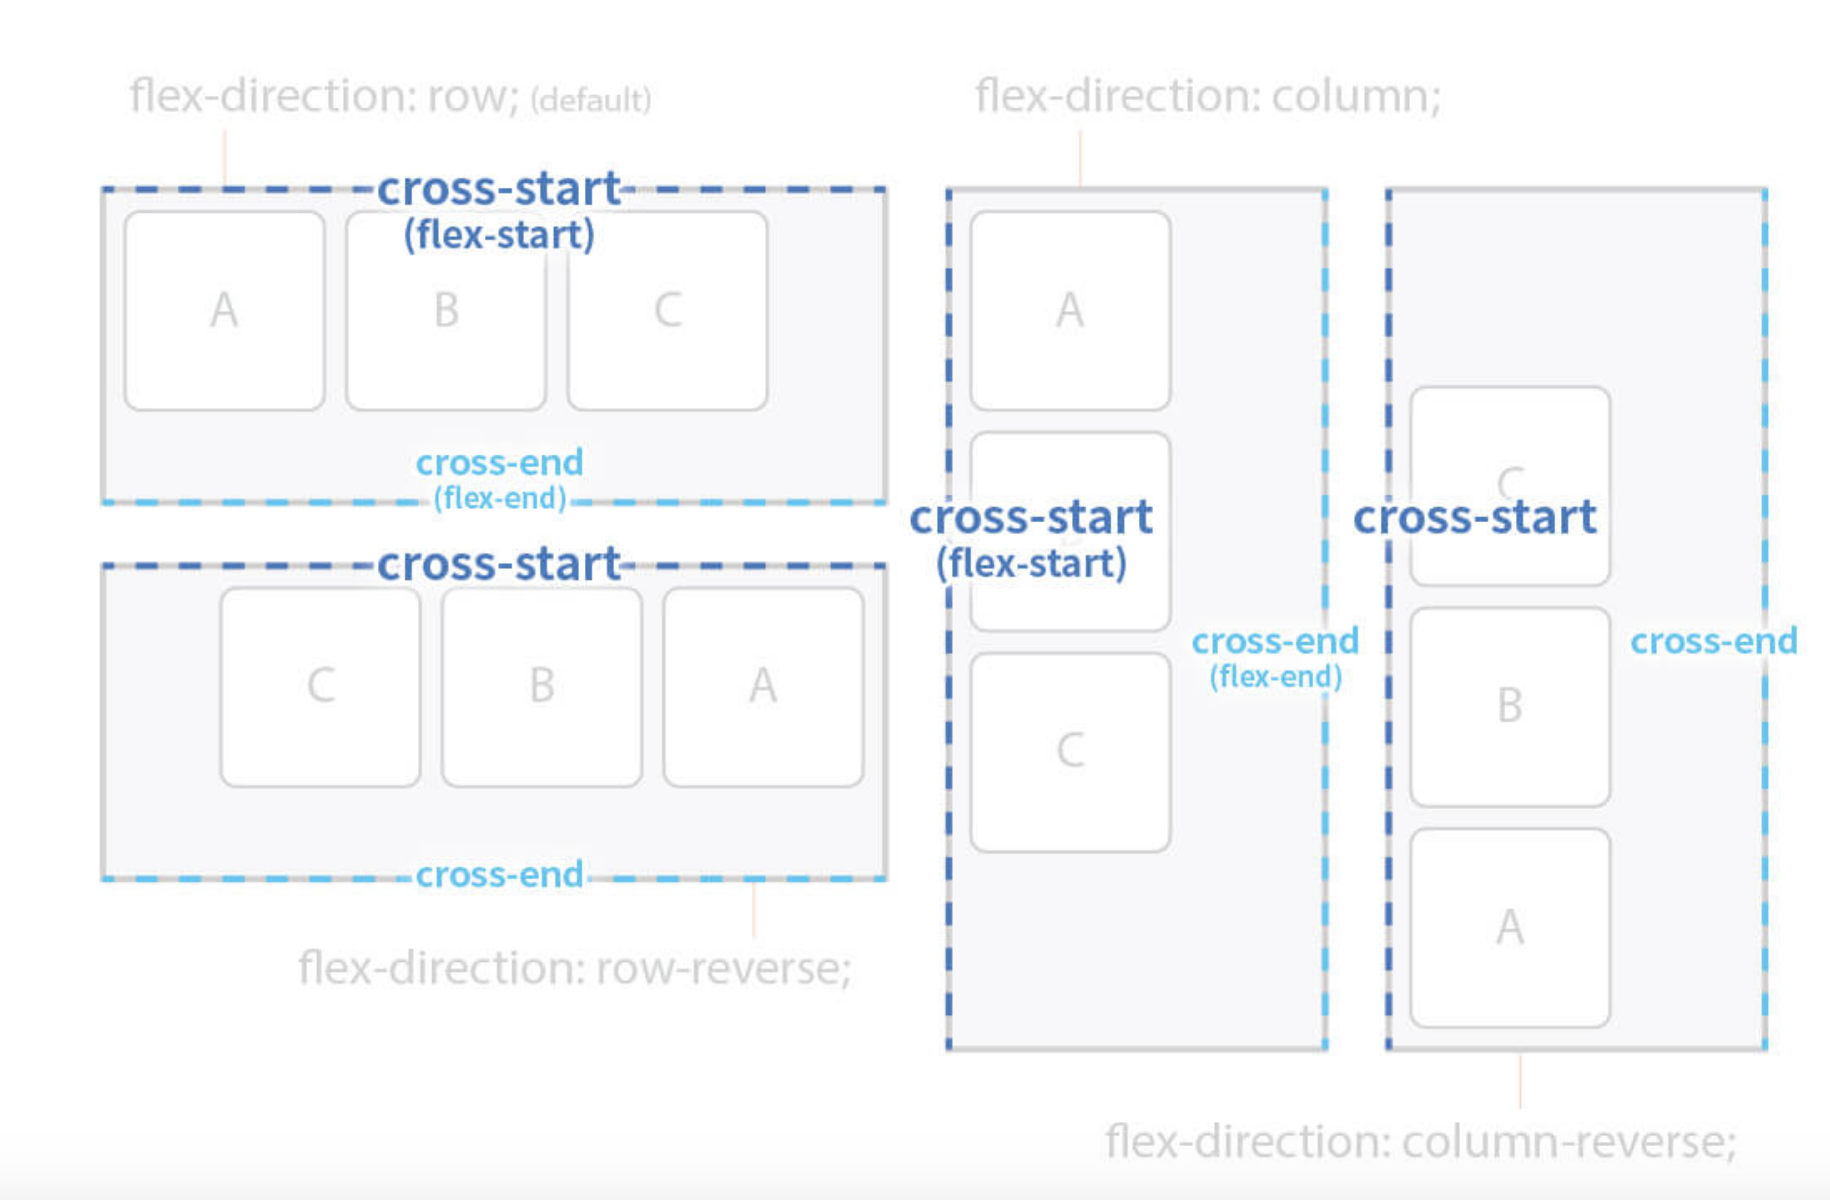 flex-direction: row; (default)
cross-start
(flex-start)
A
B
C
cross-end
(flex-end)
cross-start
C
B
A
cross-end
flex-direction: row-reverse;
flex-direction: column;
A
cross-start
(flex-start)
C
cross-end
(flex-end)
C
cross-start
B
cross-end
A
flex-direction: column-reverse;